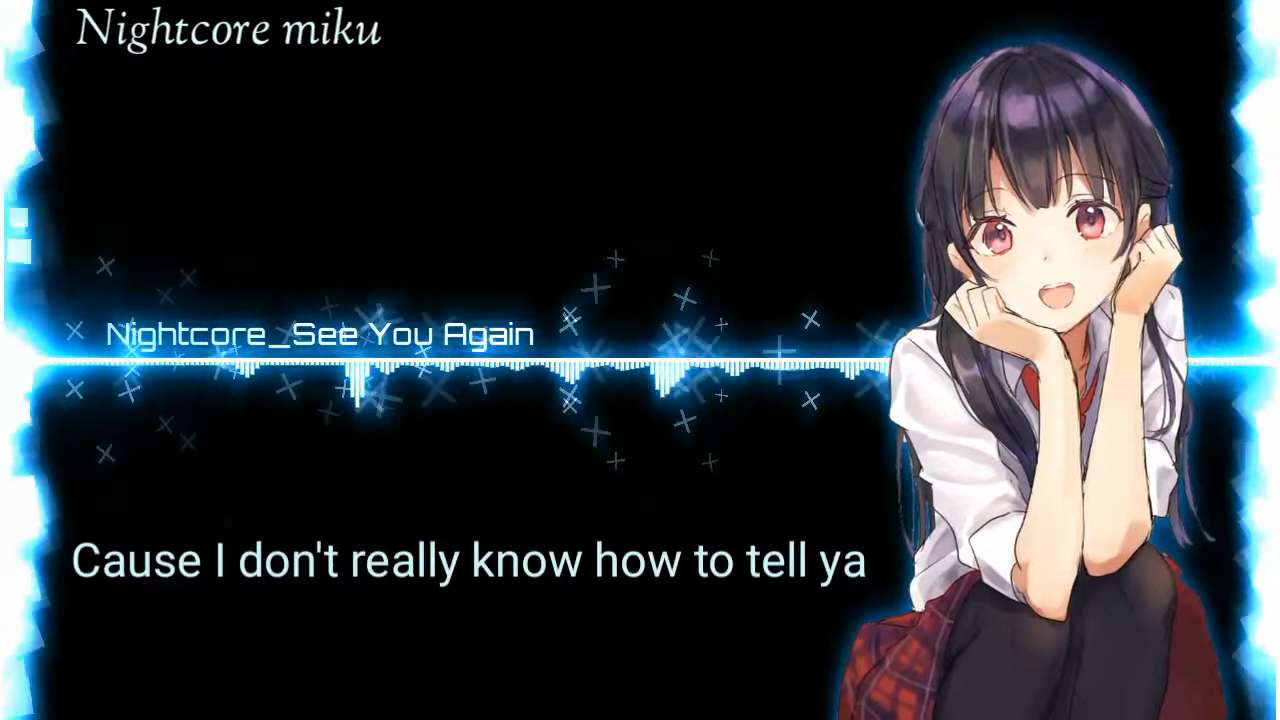 Nightcore miku
Nightcore_See You Again
Cause I don't really know how to tell ya